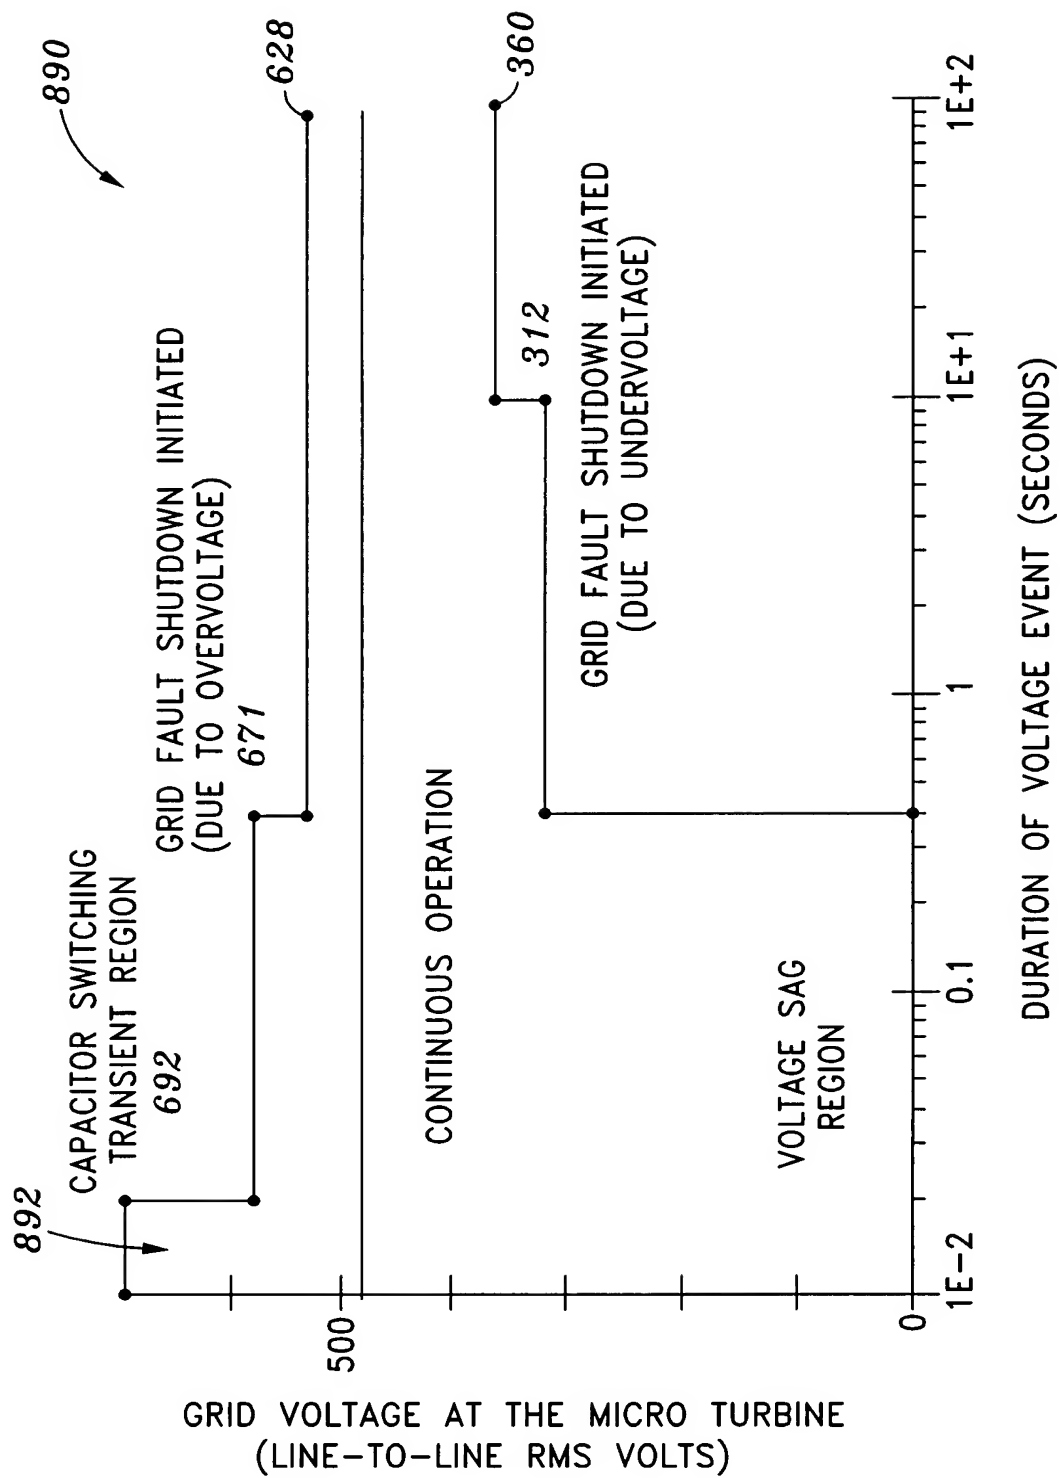 890
892
CAPACITOR SWITCHING
TRANSIENT REGION
692
GRID FAULT SHUTDOWN INITIATED
(DUE TO OVERVOLTAGE)
671
628
CONTINUOUS OPERATION
360
312
GRID FAULT SHUTDOWN INITIATED
(DUE TO UNDERVOLTAGE)
VOLTAGE SAG
REGION
500
0
1E-2
0.1
1
1E+1
1E+2
DURATION OF VOLTAGE EVENT (SECONDS)
GRID VOLTAGE AT THE MICRO TURBINE
(LINE-TO-LINE RMS VOLTS)